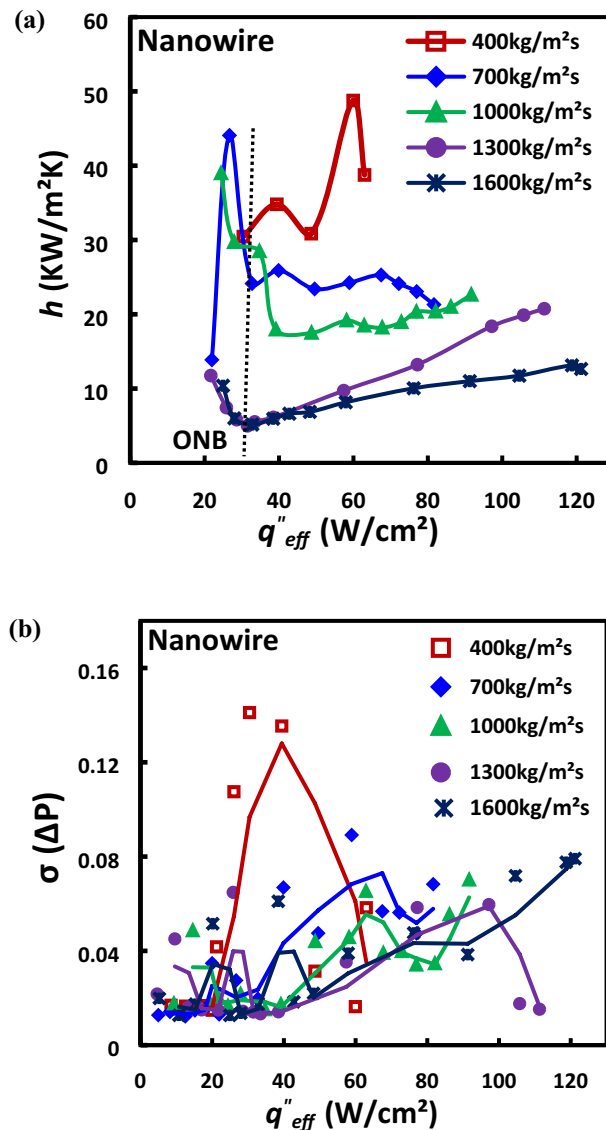 (a)
Nanowire
60
50
40
30
20
10
0
h (KW/m²K)
400kg/m²s
700kg/m²s
1000kg/m²s
1300kg/m²s
1600kg/m²s
ONB
0 20 40 60 80 100 120
q"eff (W/cm²)
(b)
Nanowire
0.16
0.12
0.08
0.04
0
σ (ΔP)
400kg/m²s
700kg/m²s
1000kg/m²s
1300kg/m²s
1600kg/m²s
0 20 40 60 80 100 120
q"eff (W/cm²)